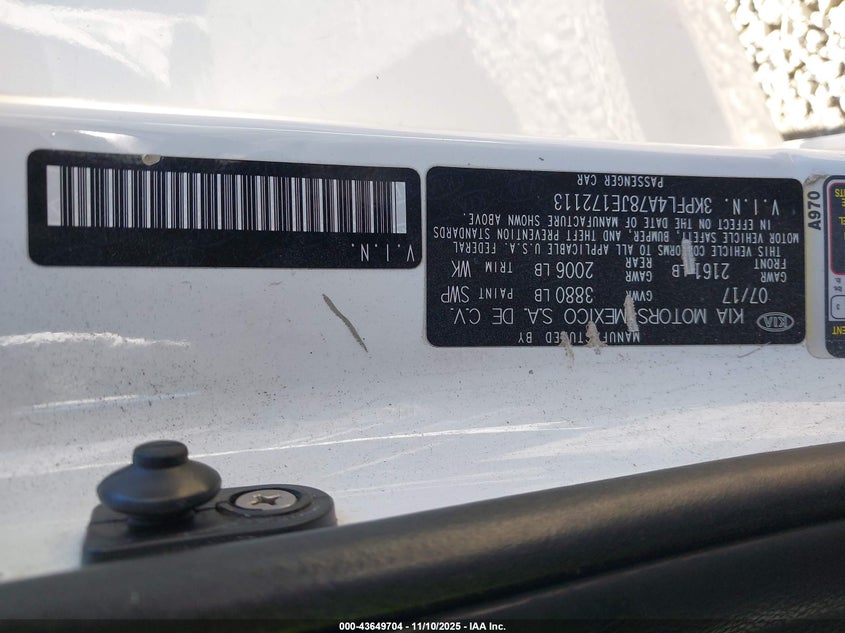 MANUFACTURED BY
KIA KIA MOTORS MEXICO S.A. DE C.V.
07/17 GVWR 3880 LB PAINT SWP
GAWR FRONT 2161 LB GAWR REAR 2006 LB TRIM WK
THIS VEHICLE CONFORMS TO ALL APPLICABLE U.S.A. FEDERAL
MOTOR VEHICLE SAFETY, BUMPER, AND THEFT PREVENTION STANDARDS
IN EFFECT ON THE DATE OF MANUFACTURE SHOWN ABOVE.
V.I.N. 3KPFL4A78JE172113
PASSENGER CAR
V.I.N.
A970
000-43649704 - 11/10/2025 - IAA Inc.